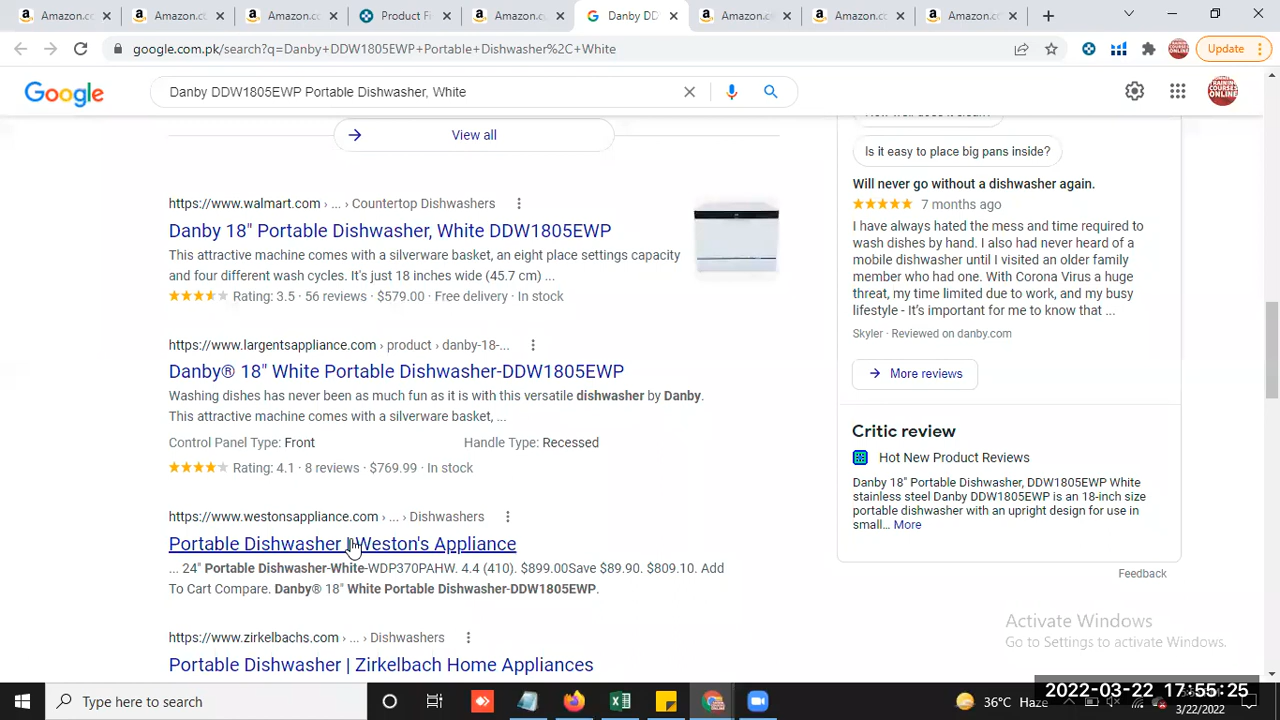 Amazon.co
Amazon.co
Amazon.co
Product Fi
Amazon.c
Danby DD
Amazon.c
Amazon.co
Amazon.c
google.com.pk/search?q=Danby+DDW1805EWP+Portable+Dishwasher%2C+White
Update
Google
Danby DDW1805EWP Portable Dishwasher, White
View all
https://www.walmart.com › ... › Countertop Dishwashers
Danby 18" Portable Dishwasher, White DDW1805EWP
This attractive machine comes with a silverware basket, an eight place settings capacity
and four different wash cycles. It's just 18 inches wide (45.7 cm) ...
Rating: 3.5 · 56 reviews · $579.00 · Free delivery · In stock
https://www.largentsappliance.com › product › danby-18-...
Danby® 18" White Portable Dishwasher-DDW1805EWP
Washing dishes has never been as much fun as it is with this versatile dishwasher by Danby.
This attractive machine comes with a silverware basket, ...
Control Panel Type: Front
Handle Type: Recessed
Rating: 4.1 · 8 reviews · $769.99 · In stock
https://www.westonsappliance.com › ... › Dishwashers
Portable Dishwasher | Weston's Appliance
... 24" Portable Dishwasher-White-WDP370PAHW. 4.4 (410). $899.00Save $89.90. $809.10. Add
To Cart Compare. Danby® 18" White Portable Dishwasher-DDW1805EWP.
https://www.zirkelbachs.com › ... › Dishwashers
Portable Dishwasher | Zirkelbach Home Appliances
Is it easy to place big pans inside?
Will never go without a dishwasher again.
7 months ago
I have always hated the mess and time required to
wash dishes by hand. I also had never heard of a
mobile dishwasher until I visited an older family
member who had one. With Corona Virus a huge
threat, my time limited due to work, and my busy
lifestyle - It's important for me to know that ...
Skyler · Reviewed on danby.com
More reviews
Critic review
Hot New Product Reviews
Danby 18" Portable Dishwasher, DDW1805EWP White
stainless steel Danby DDW1805EWP is an 18-inch size
portable dishwasher with an upright design for use in
small... More
Feedback
Activate Windows
Go to Settings to activate Windows.
Type here to search
36°C Haze
2022-03-22 17:55:25
3/22/2022